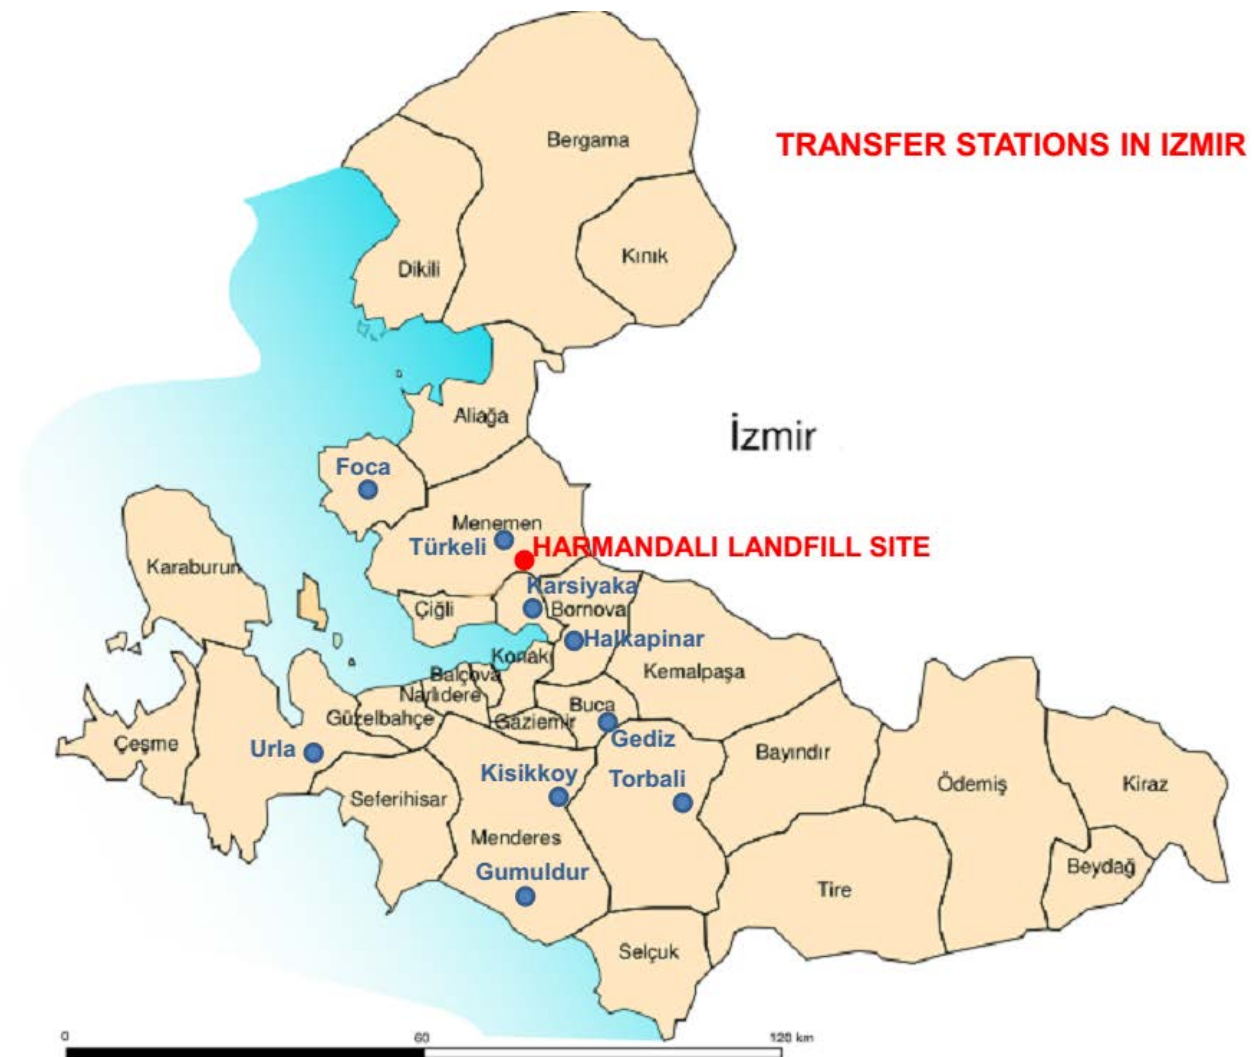 Bergama
TRANSFER STATIONS IN IZMIR
Kınık
Dikili
Aliağa
İzmir
Foca
Menemen
Türkeli
HARMANDALI LANDFILL SITE
Karaburun
Karsiyaka
Çiğli
Bornova
Halkapinar
Konak
Balçova
Kemalpaşa
Narlıdere
Güzelbahçe
Buca
Gaziemir
Çeşme
Urla
Gediz
Bayındır
Kisikkoy
Torbali
Ödemiş
Kiraz
Seferihisar
Menderes
Beydağ
Gumuldur
Tire
Selçuk
0 60 120 km